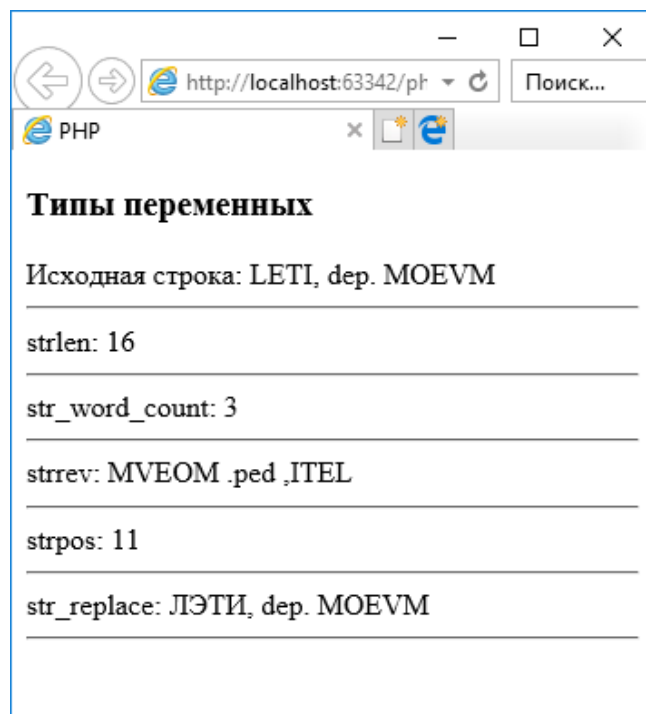 http://localhost:63342/ph
Поиск...
PHP
Типы переменных
Исходная строка: LETI, dep. MOEVM
strlen: 16
str_word_count: 3
strrev: MVEOM .ped ,ITEL
strpos: 11
str_replace: ЛЭТИ, dep. MOEVM